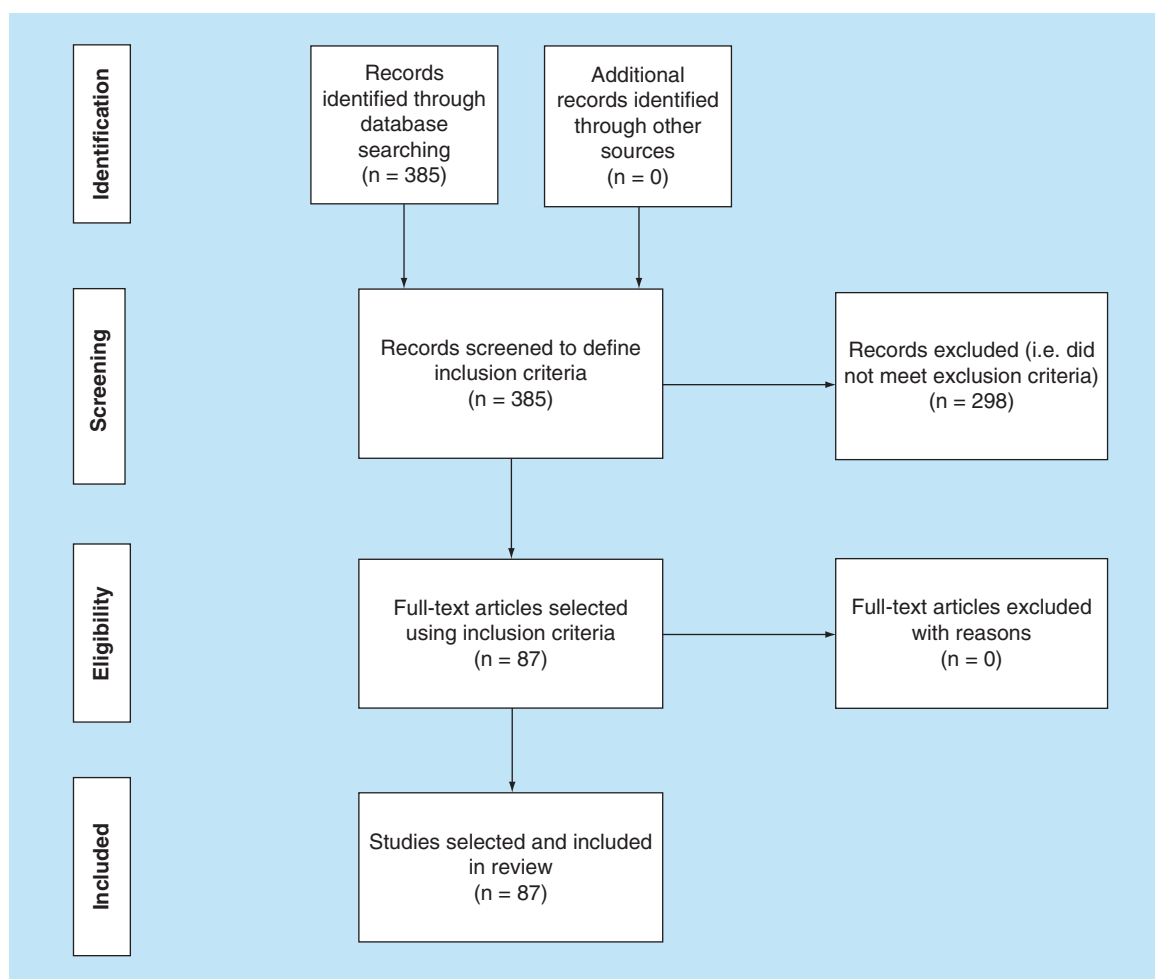 Identification
Records
identified through
database
searching
(n = 385)
Additional
records identified
through other
sources
(n = 0)
Screening
Records screened to define
inclusion criteria
(n = 385)
Records excluded (i.e. did
not meet exclusion criteria)
(n = 298)
Eligibility
Full-text articles selected
using inclusion criteria
(n = 87)
Full-text articles excluded
with reasons
(n = 0)
Included
Studies selected and included
in review
(n = 87)